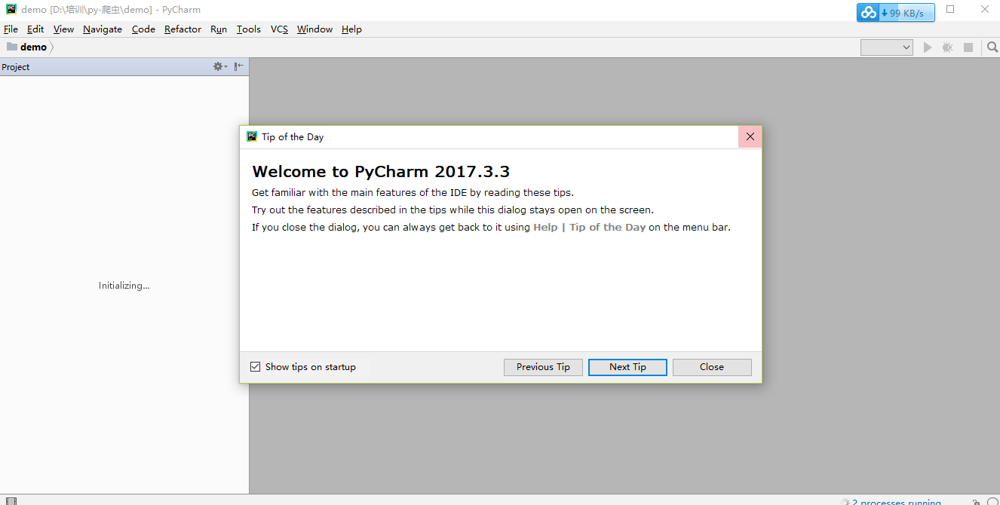 PC demo [D:\培训\py-爬虫\demo] - PyCharm
99 KB/s
File Edit View Navigate Code Refactor Run Tools VCS Window Help
demo
Project
PC Tip of the Day
Welcome to PyCharm 2017.3.3
Get familiar with the main features of the IDE by reading these tips.
Try out the features described in the tips while this dialog stays open on the screen.
If you close the dialog, you can always get back to it using Help | Tip of the Day on the menu bar.
Initializing...
Show tips on startup Previous Tip Next Tip Close
2 processes running